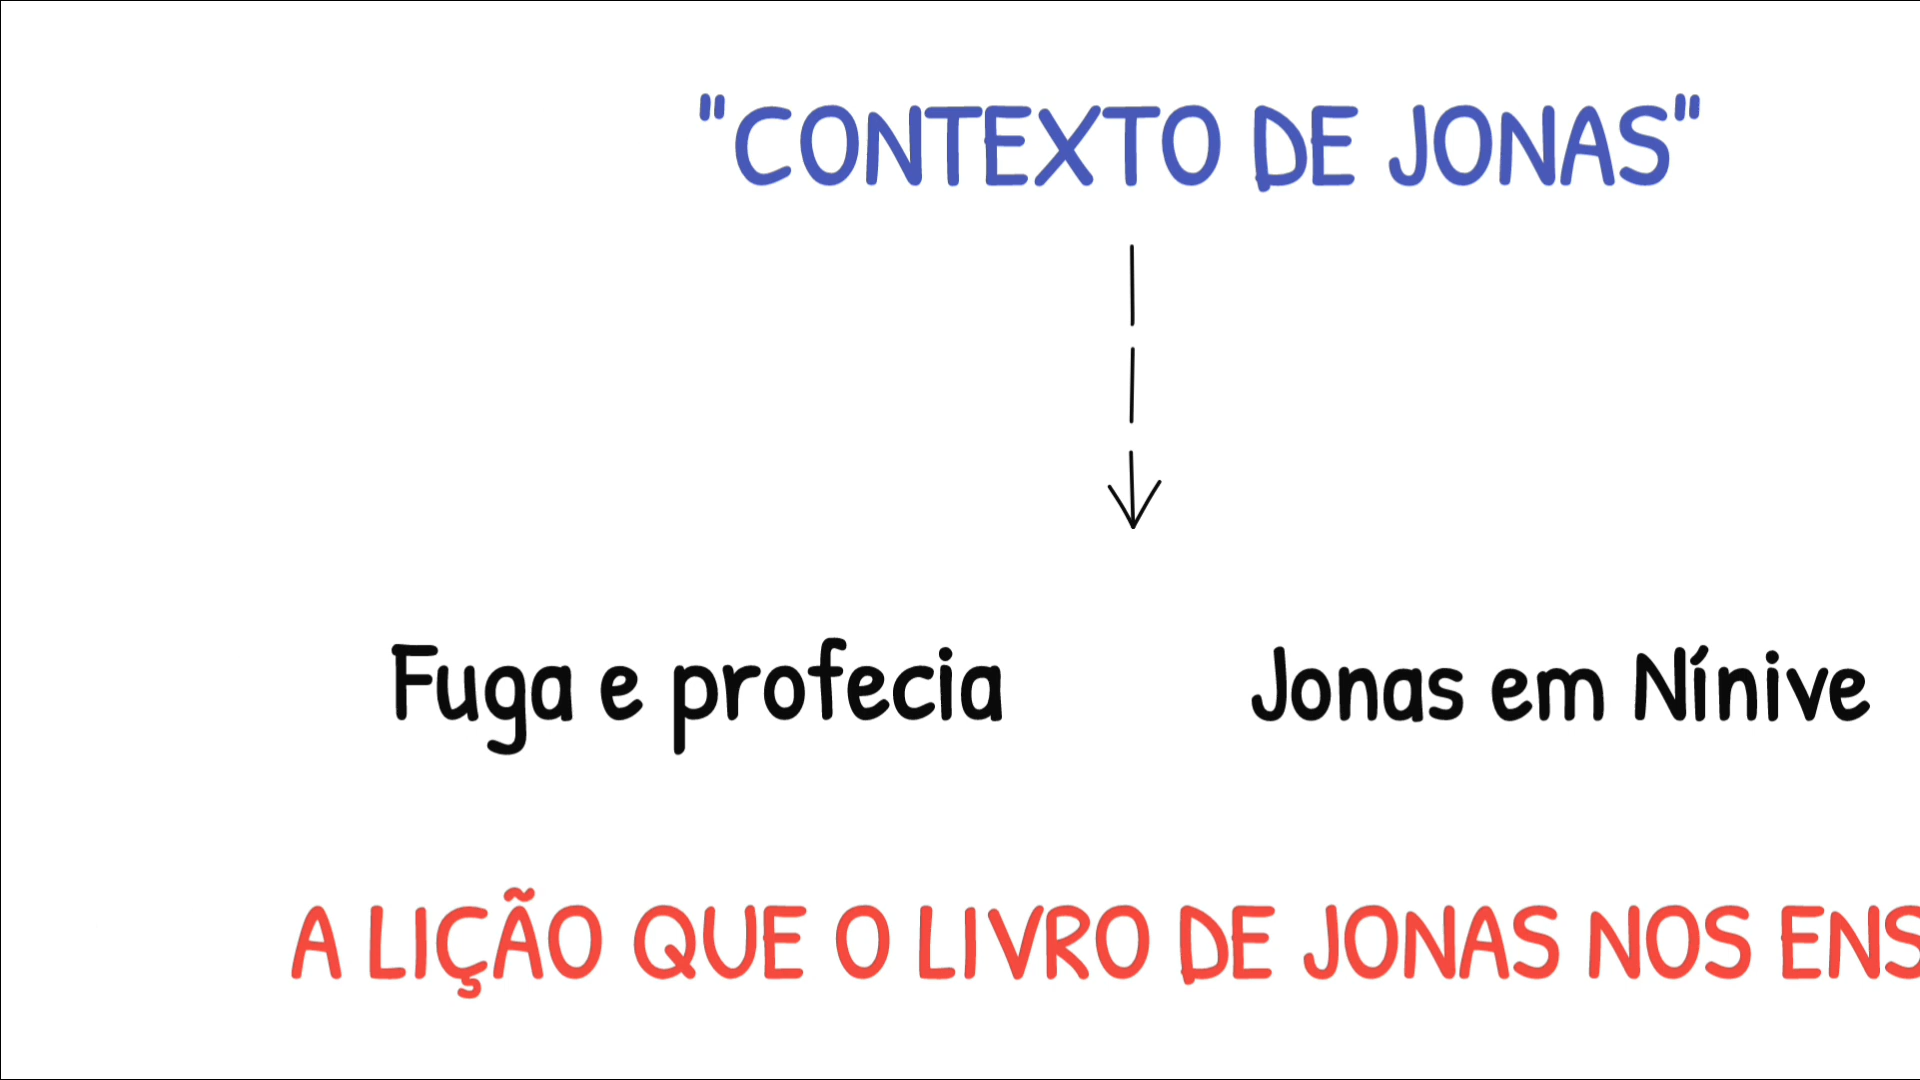 "CONTEXTO DE JONAS"
Fuga e profecia Jonas em Nínive
A LIÇÃO QUE O LIVRO DE JONAS NOS ENS